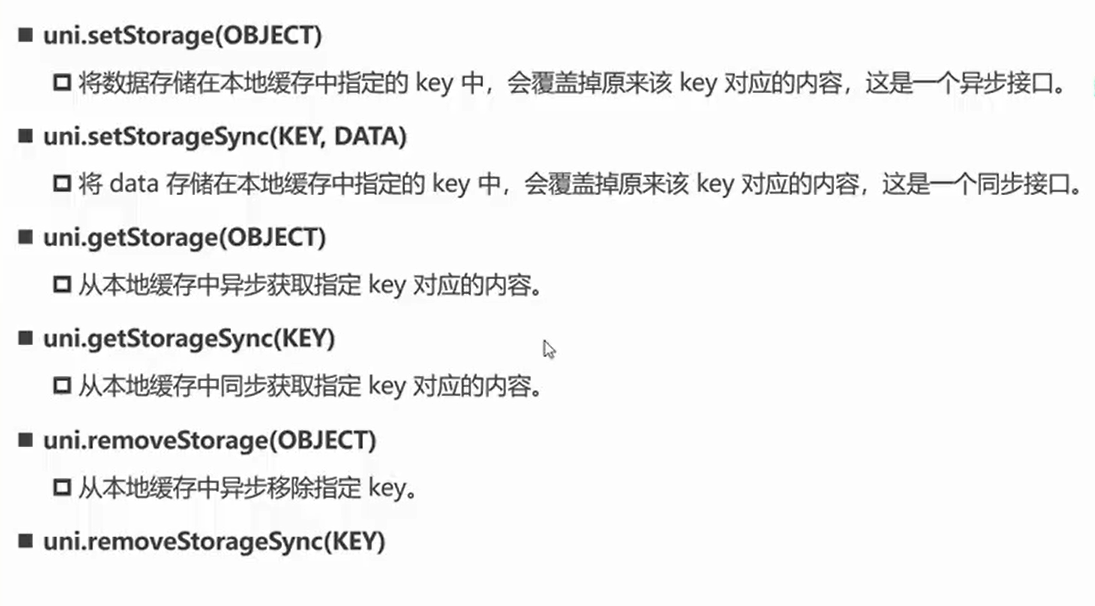 uni.setStorage(OBJECT)
将数据存储在本地缓存中指定的 key 中，会覆盖掉原来该 key 对应的内容，这是一个异步接口。
uni.setStorageSync(KEY, DATA)
将 data 存储在本地缓存中指定的 key 中，会覆盖掉原来该 key 对应的内容，这是一个同步接口。
uni.getStorage(OBJECT)
从本地缓存中异步获取指定 key 对应的内容。
uni.getStorageSync(KEY)
从本地缓存中同步获取指定 key 对应的内容。
uni.removeStorage(OBJECT)
从本地缓存中异步移除指定 key。
uni.removeStorageSync(KEY)